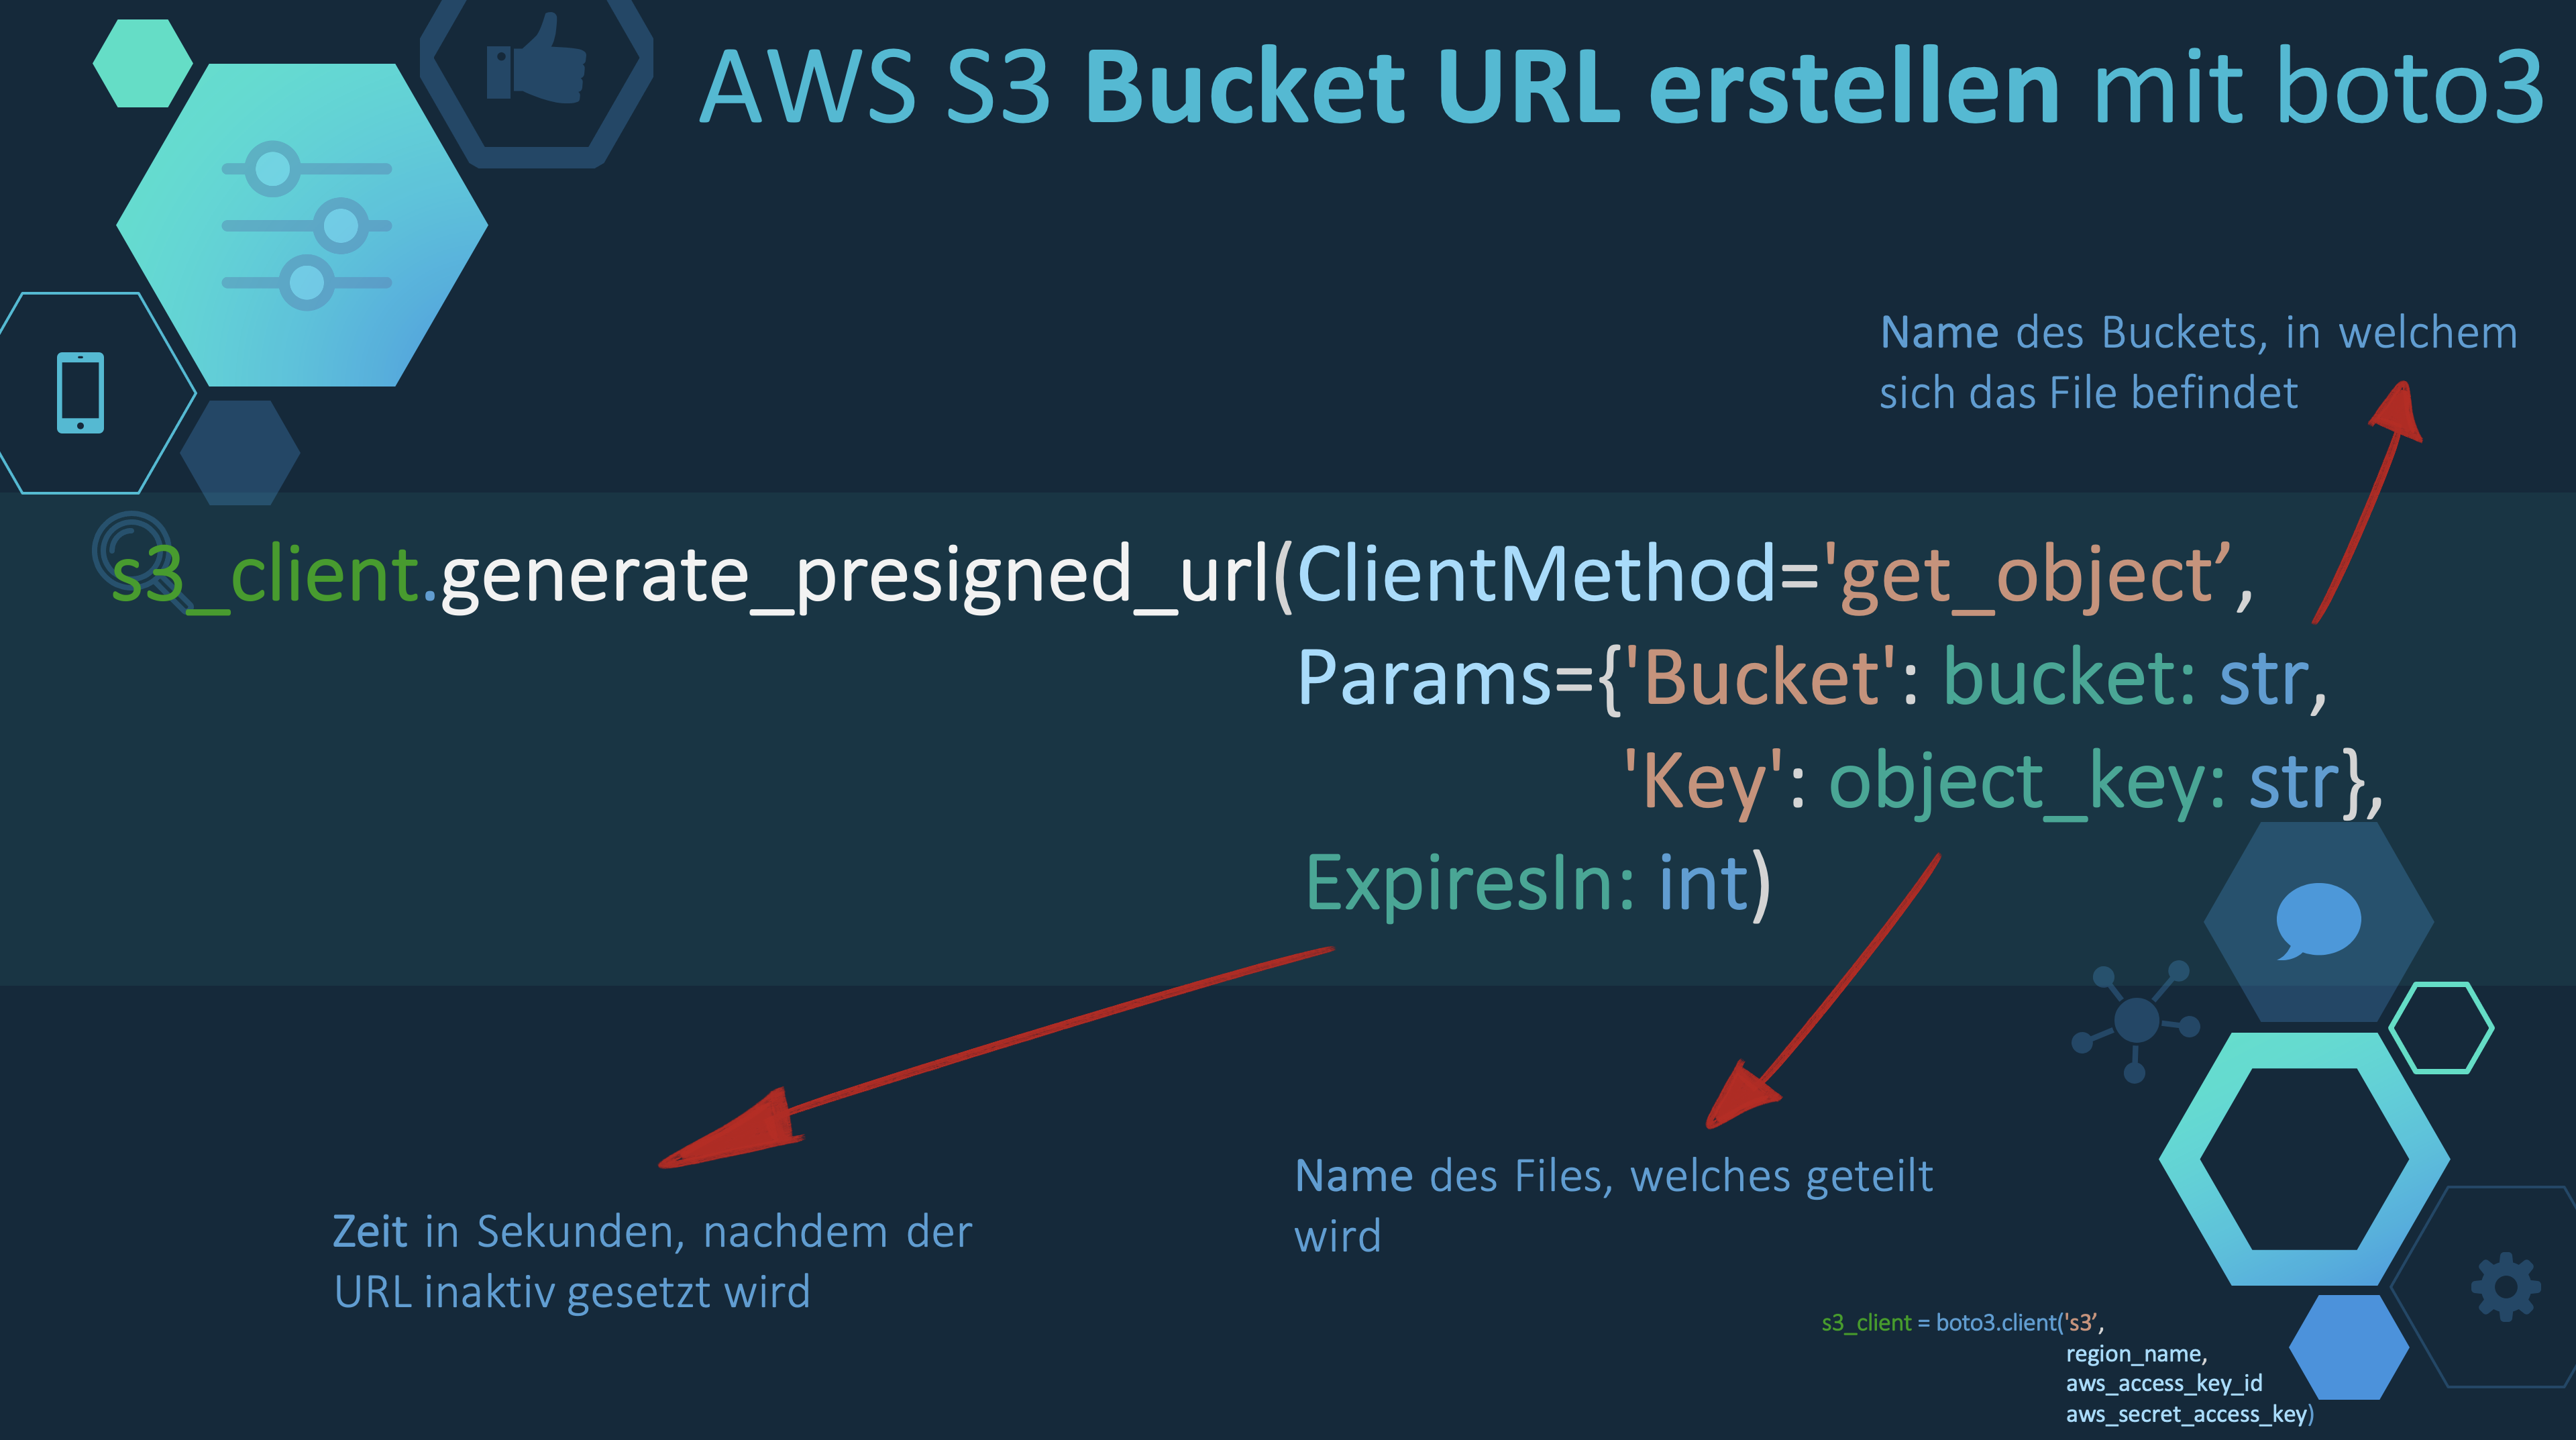 AWS S3 Bucket URL erstellen mit boto3
Name des Buckets, in welchem
sich das File befindet
s3_client.generate_presigned_url(ClientMethod='get_object’,
Params={'Bucket': bucket: str,
'Key': object_key: str},
ExpiresIn: int)
Zeit in Sekunden, nachdem der
URL inaktiv gesetzt wird
Name des Files, welches geteilt
wird
s3_client = boto3.client('s3’,
region_name,
aws_access_key_id
aws_secret_access_key)